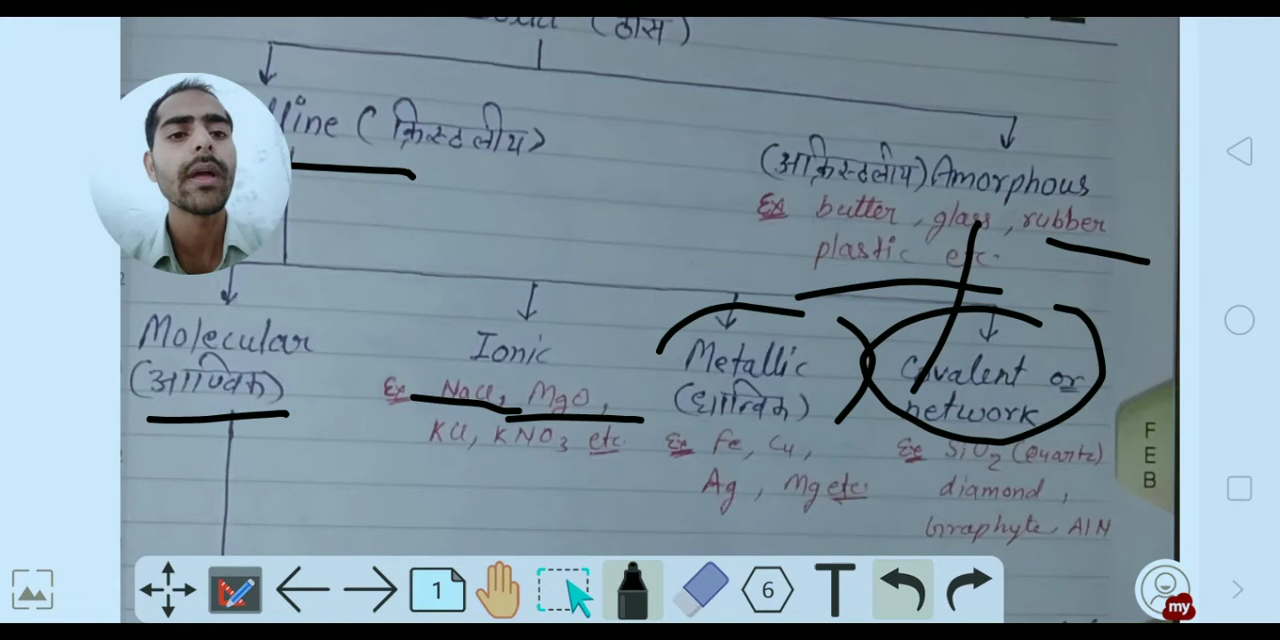 (ठोस)
lline (क्रिस्टलीय)
(आक्रिस्टलीय) Amorphous
Ex butter, glass, rubber
plastic etc.
Molecular
(आण्विक)
Ionic
Ex NaCl, MgO,
KCl, KNO₃ etc.
Metallic
(धात्विक)
Ex Fe, Cu,
Ag, Mg etc
Covalent or
network
Ex SiO₂ (Quartz)
diamond,
Graphyte, AlN
FEB
1
6
T
my